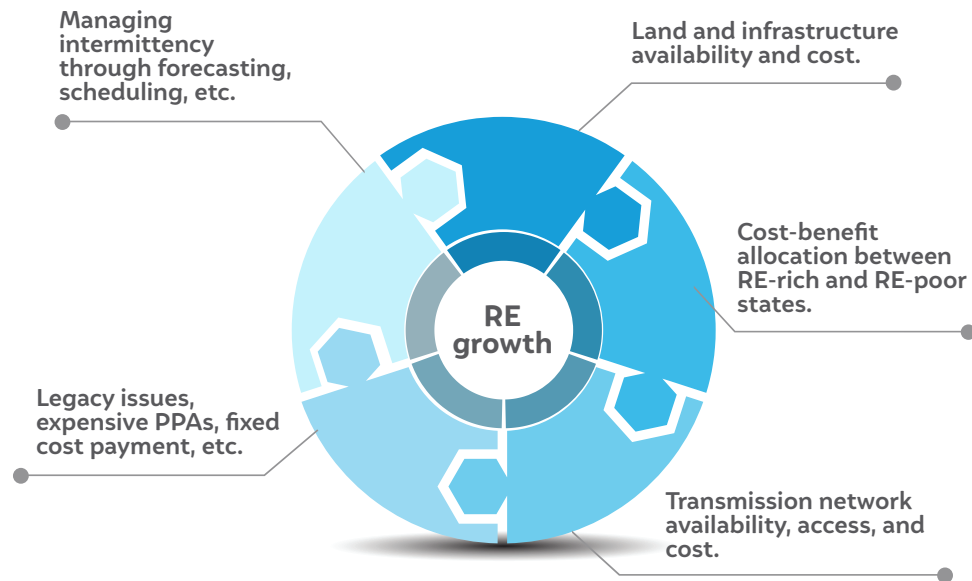 Managing
intermittency
through forecasting,
scheduling, etc.
Land and infrastructure
availability and cost.
Cost-benefit
allocation between
RE-rich and RE-poor
states.
RE
growth
Legacy issues,
expensive PPAs, fixed
cost payment, etc.
Transmission network
availability, access, and
cost.